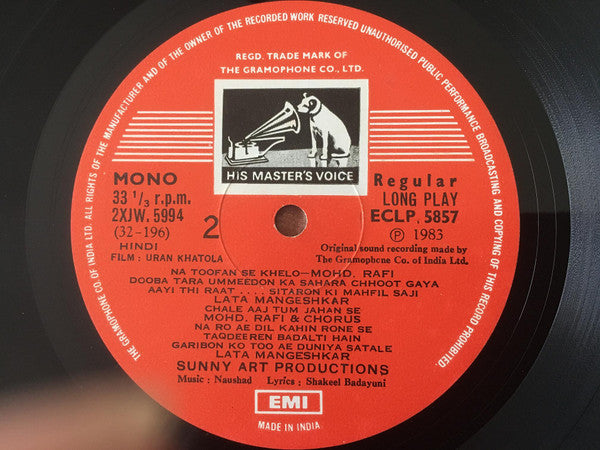 ALL RIGHTS OF THE MANUFACTURER AND OF THE OWNER OF THE RECORDED WORK RESERVED UNAUTHORISED PUBLIC PERFORMANCE BROADCASTING AND COPYING OF THIS RECORD PROHIBITED.
REGD. TRADE MARK OF
THE GRAMOPHONE CO., LTD.
HIS MASTER'S VOICE
MONO
33 1/3 r.p.m.
2XJW. 5994
(32-196)
HINDI
FILM : URAN KHATOLA
2
Regular
LONG PLAY
ECLP. 5857
Ⓟ 1983
Original sound recording made by
The Gramophone Co. of India Ltd.
NA TOOFAN SE KHELO—MOHD. RAFI
DOOBA TARA UMMEEDON KA SAHARA CHHOOT GAYA
AAYI THI RAAT .... SITARON KI MAHFIL SAJI
LATA MANGESHKAR
CHALE AAJ TUM JAHAN SE
MOHD. RAFI & CHORUS
NA RO AE DIL KAHIN RONE SE
TAQDEEREN BADALTI HAIN
GARIBON KO TOO AE DUNIYA SATALE
LATA MANGESHKAR
SUNNY ART PRODUCTIONS
Music : Naushad Lyrics : Shakeel Badayuni
EMI
MADE IN INDIA
THE GRAMOPHONE CO. OF INDIA LTD.